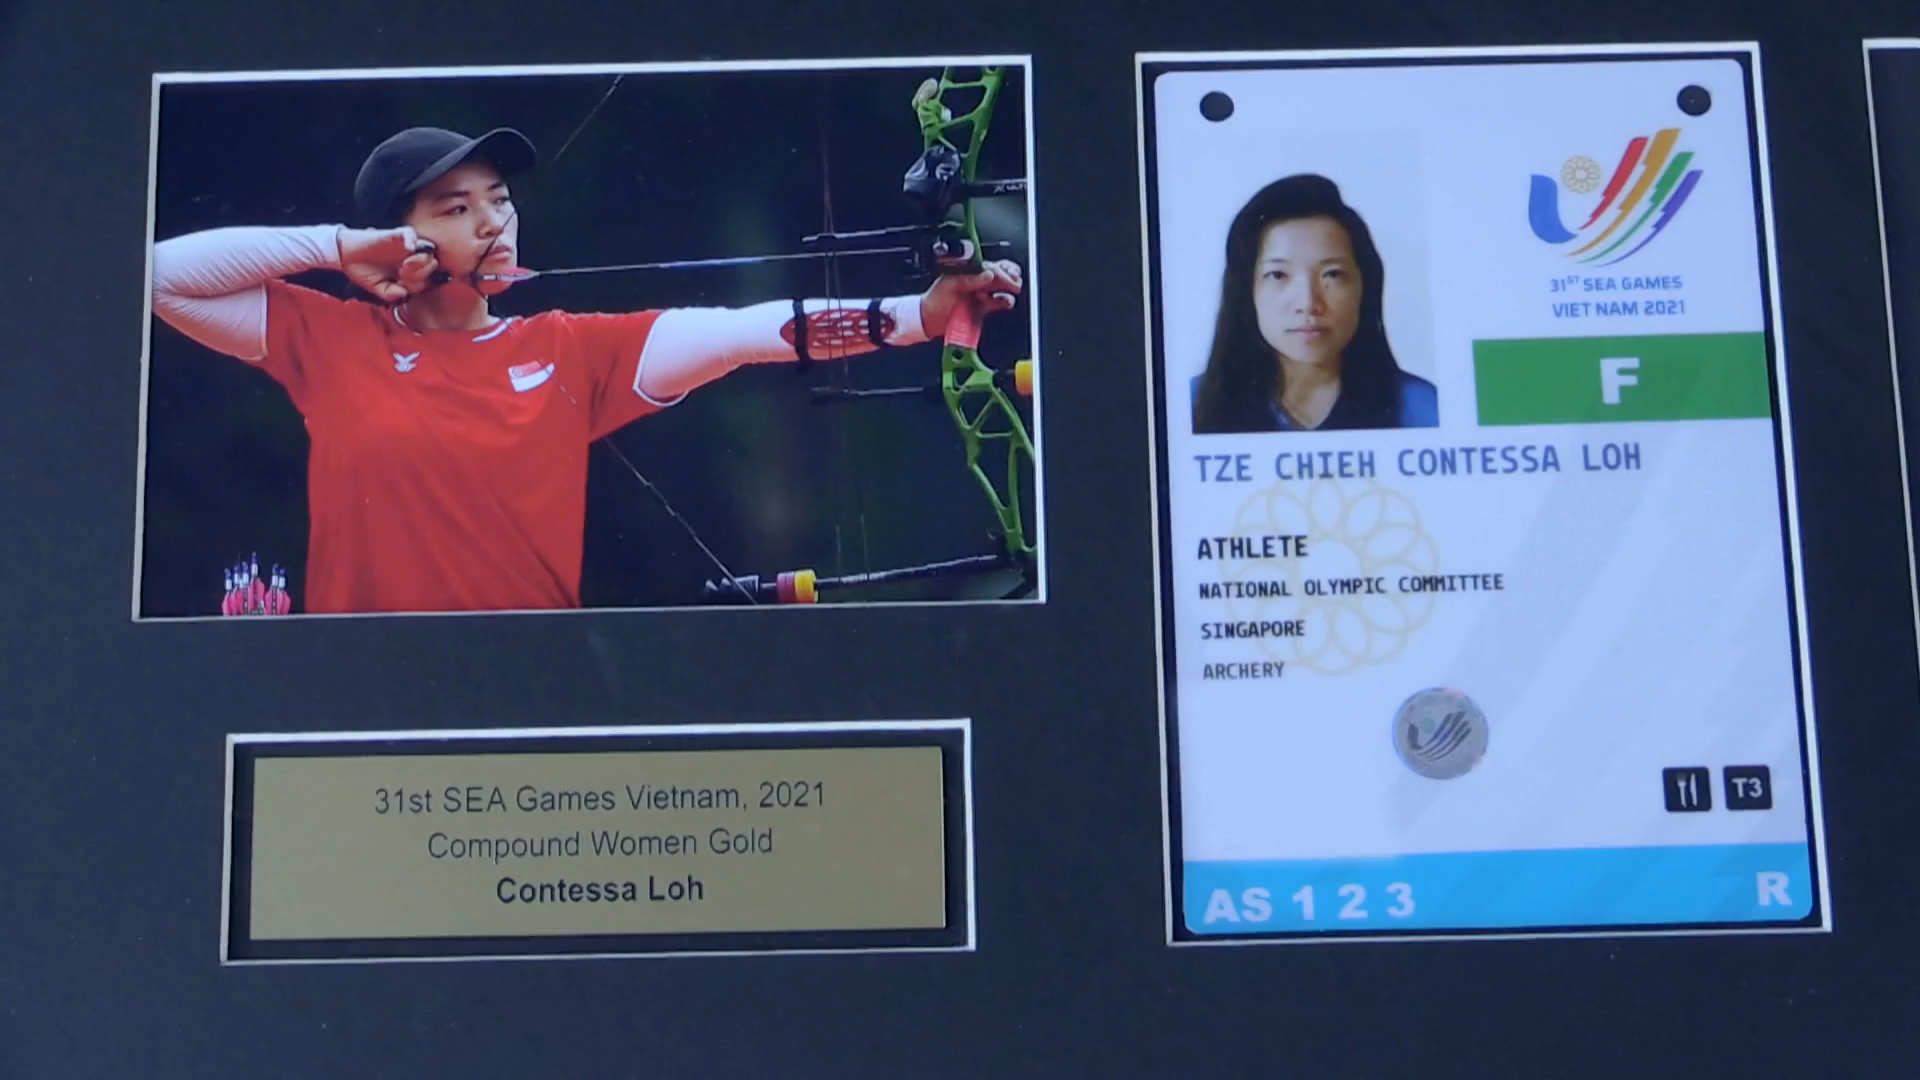 31st SEA Games Vietnam, 2021
Compound Women Gold
Contessa Loh
31ST SEA GAMES
VIET NAM 2021
F
TZE CHIEH CONTESSA LOH
ATHLETE
NATIONAL OLYMPIC COMMITTEE
SINGAPORE
ARCHERY
T3
AS 1 2 3
R